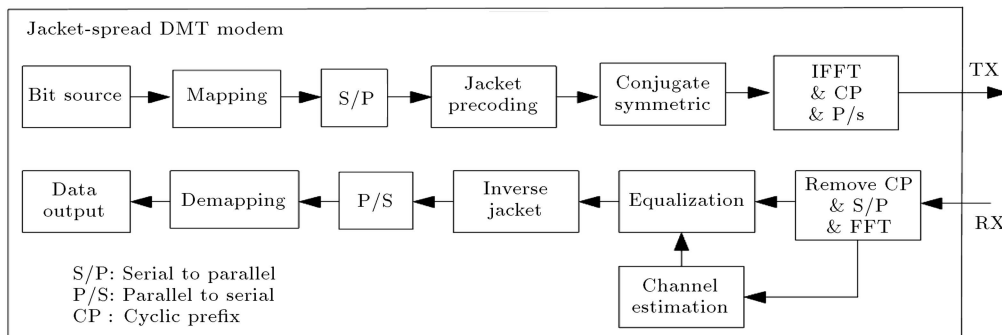 Jacket-spread DMT modem
Bit source
Mapping
S/P
Jacket
precoding
Conjugate
symmetric
IFFT
& CP
& P/s
TX
Data
output
Demapping
P/S
Inverse
jacket
Equalization
Remove CP
& S/P
& FFT
RX
Channel
estimation
S/P: Serial to parallel
P/S: Parallel to serial
CP : Cyclic prefix